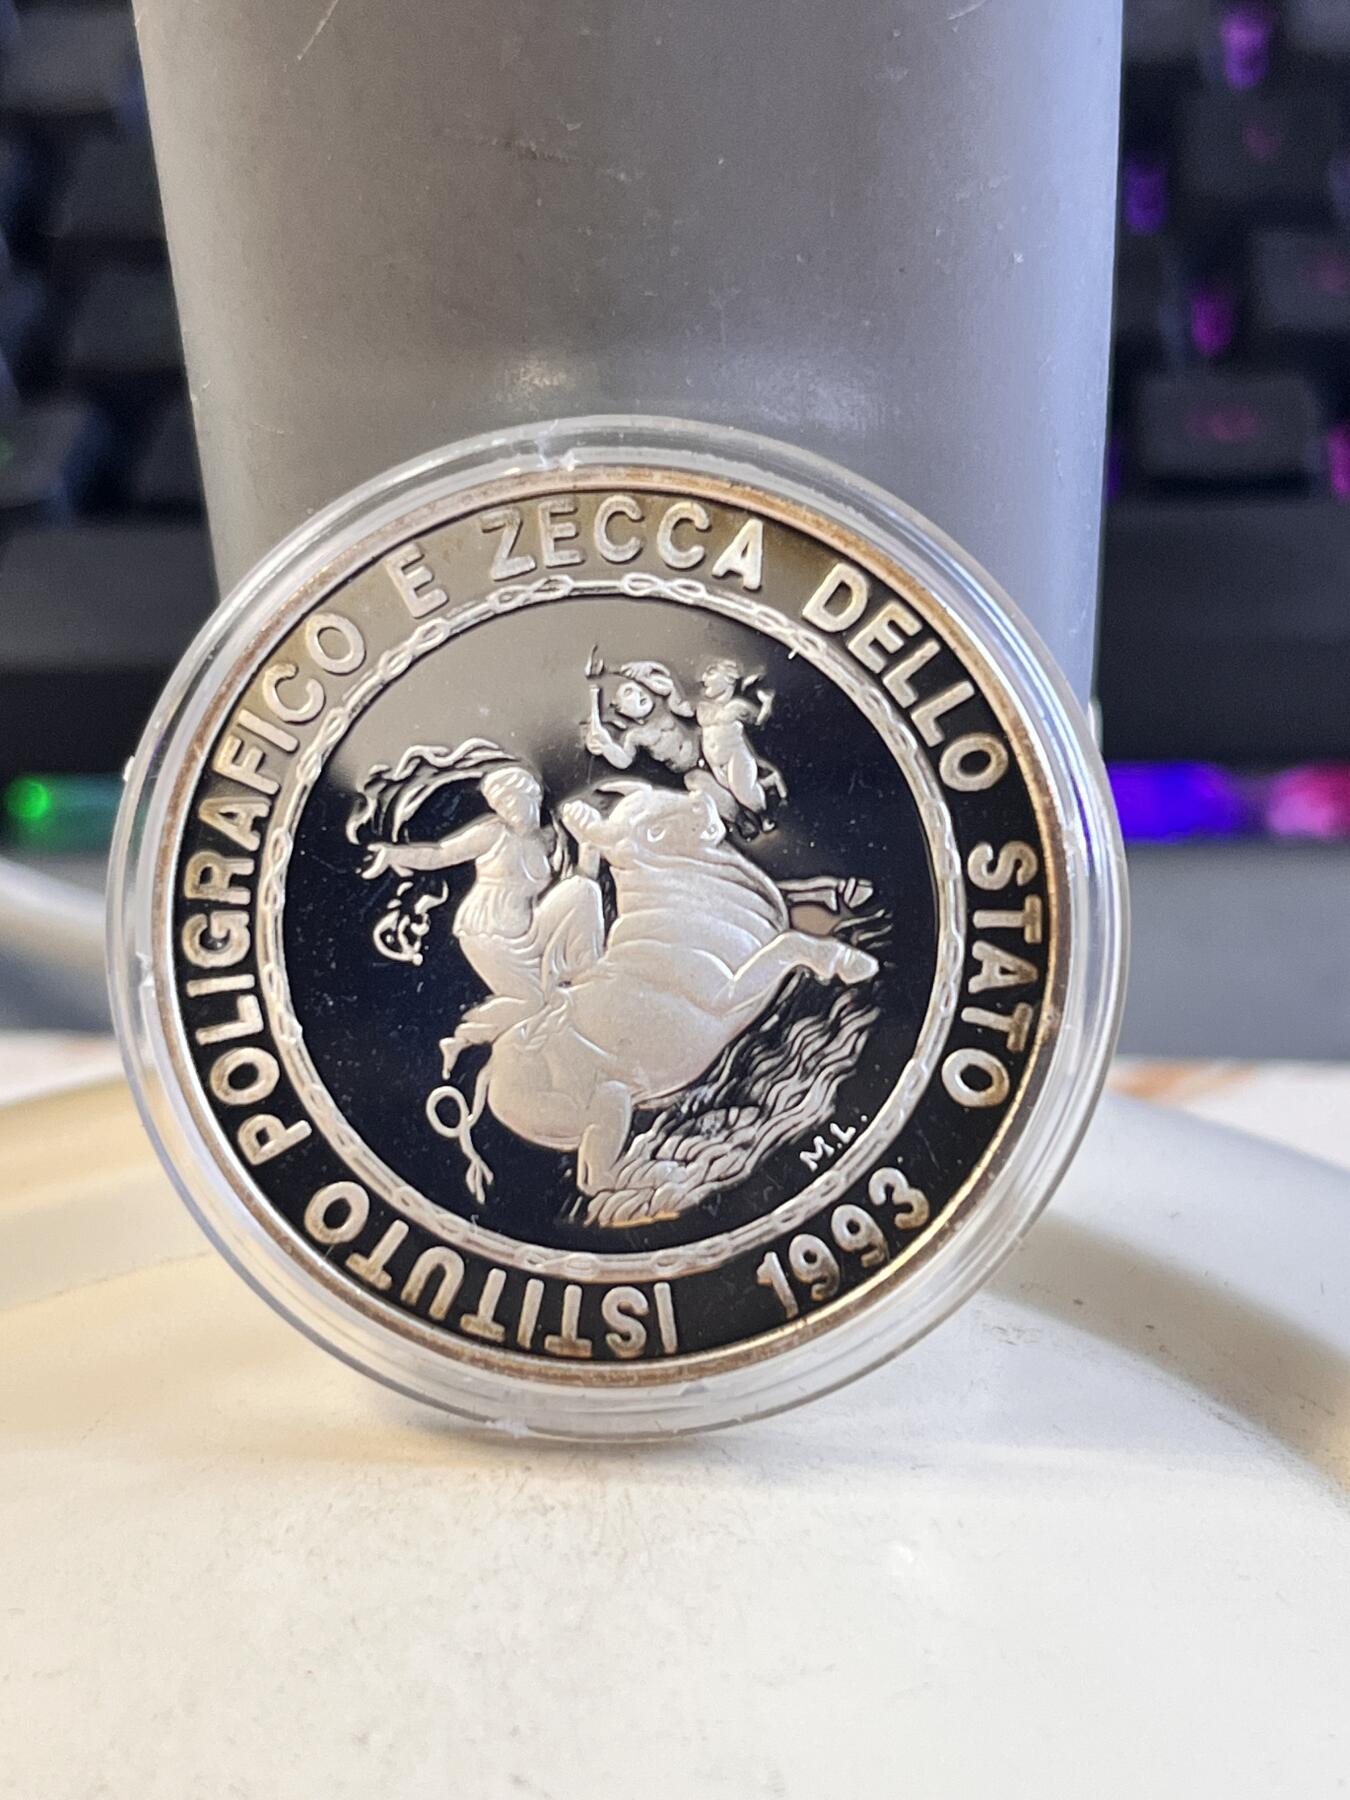 ISTITUTO POLIGRAFICO E ZECCA DELLO STATO 1993
M.L.